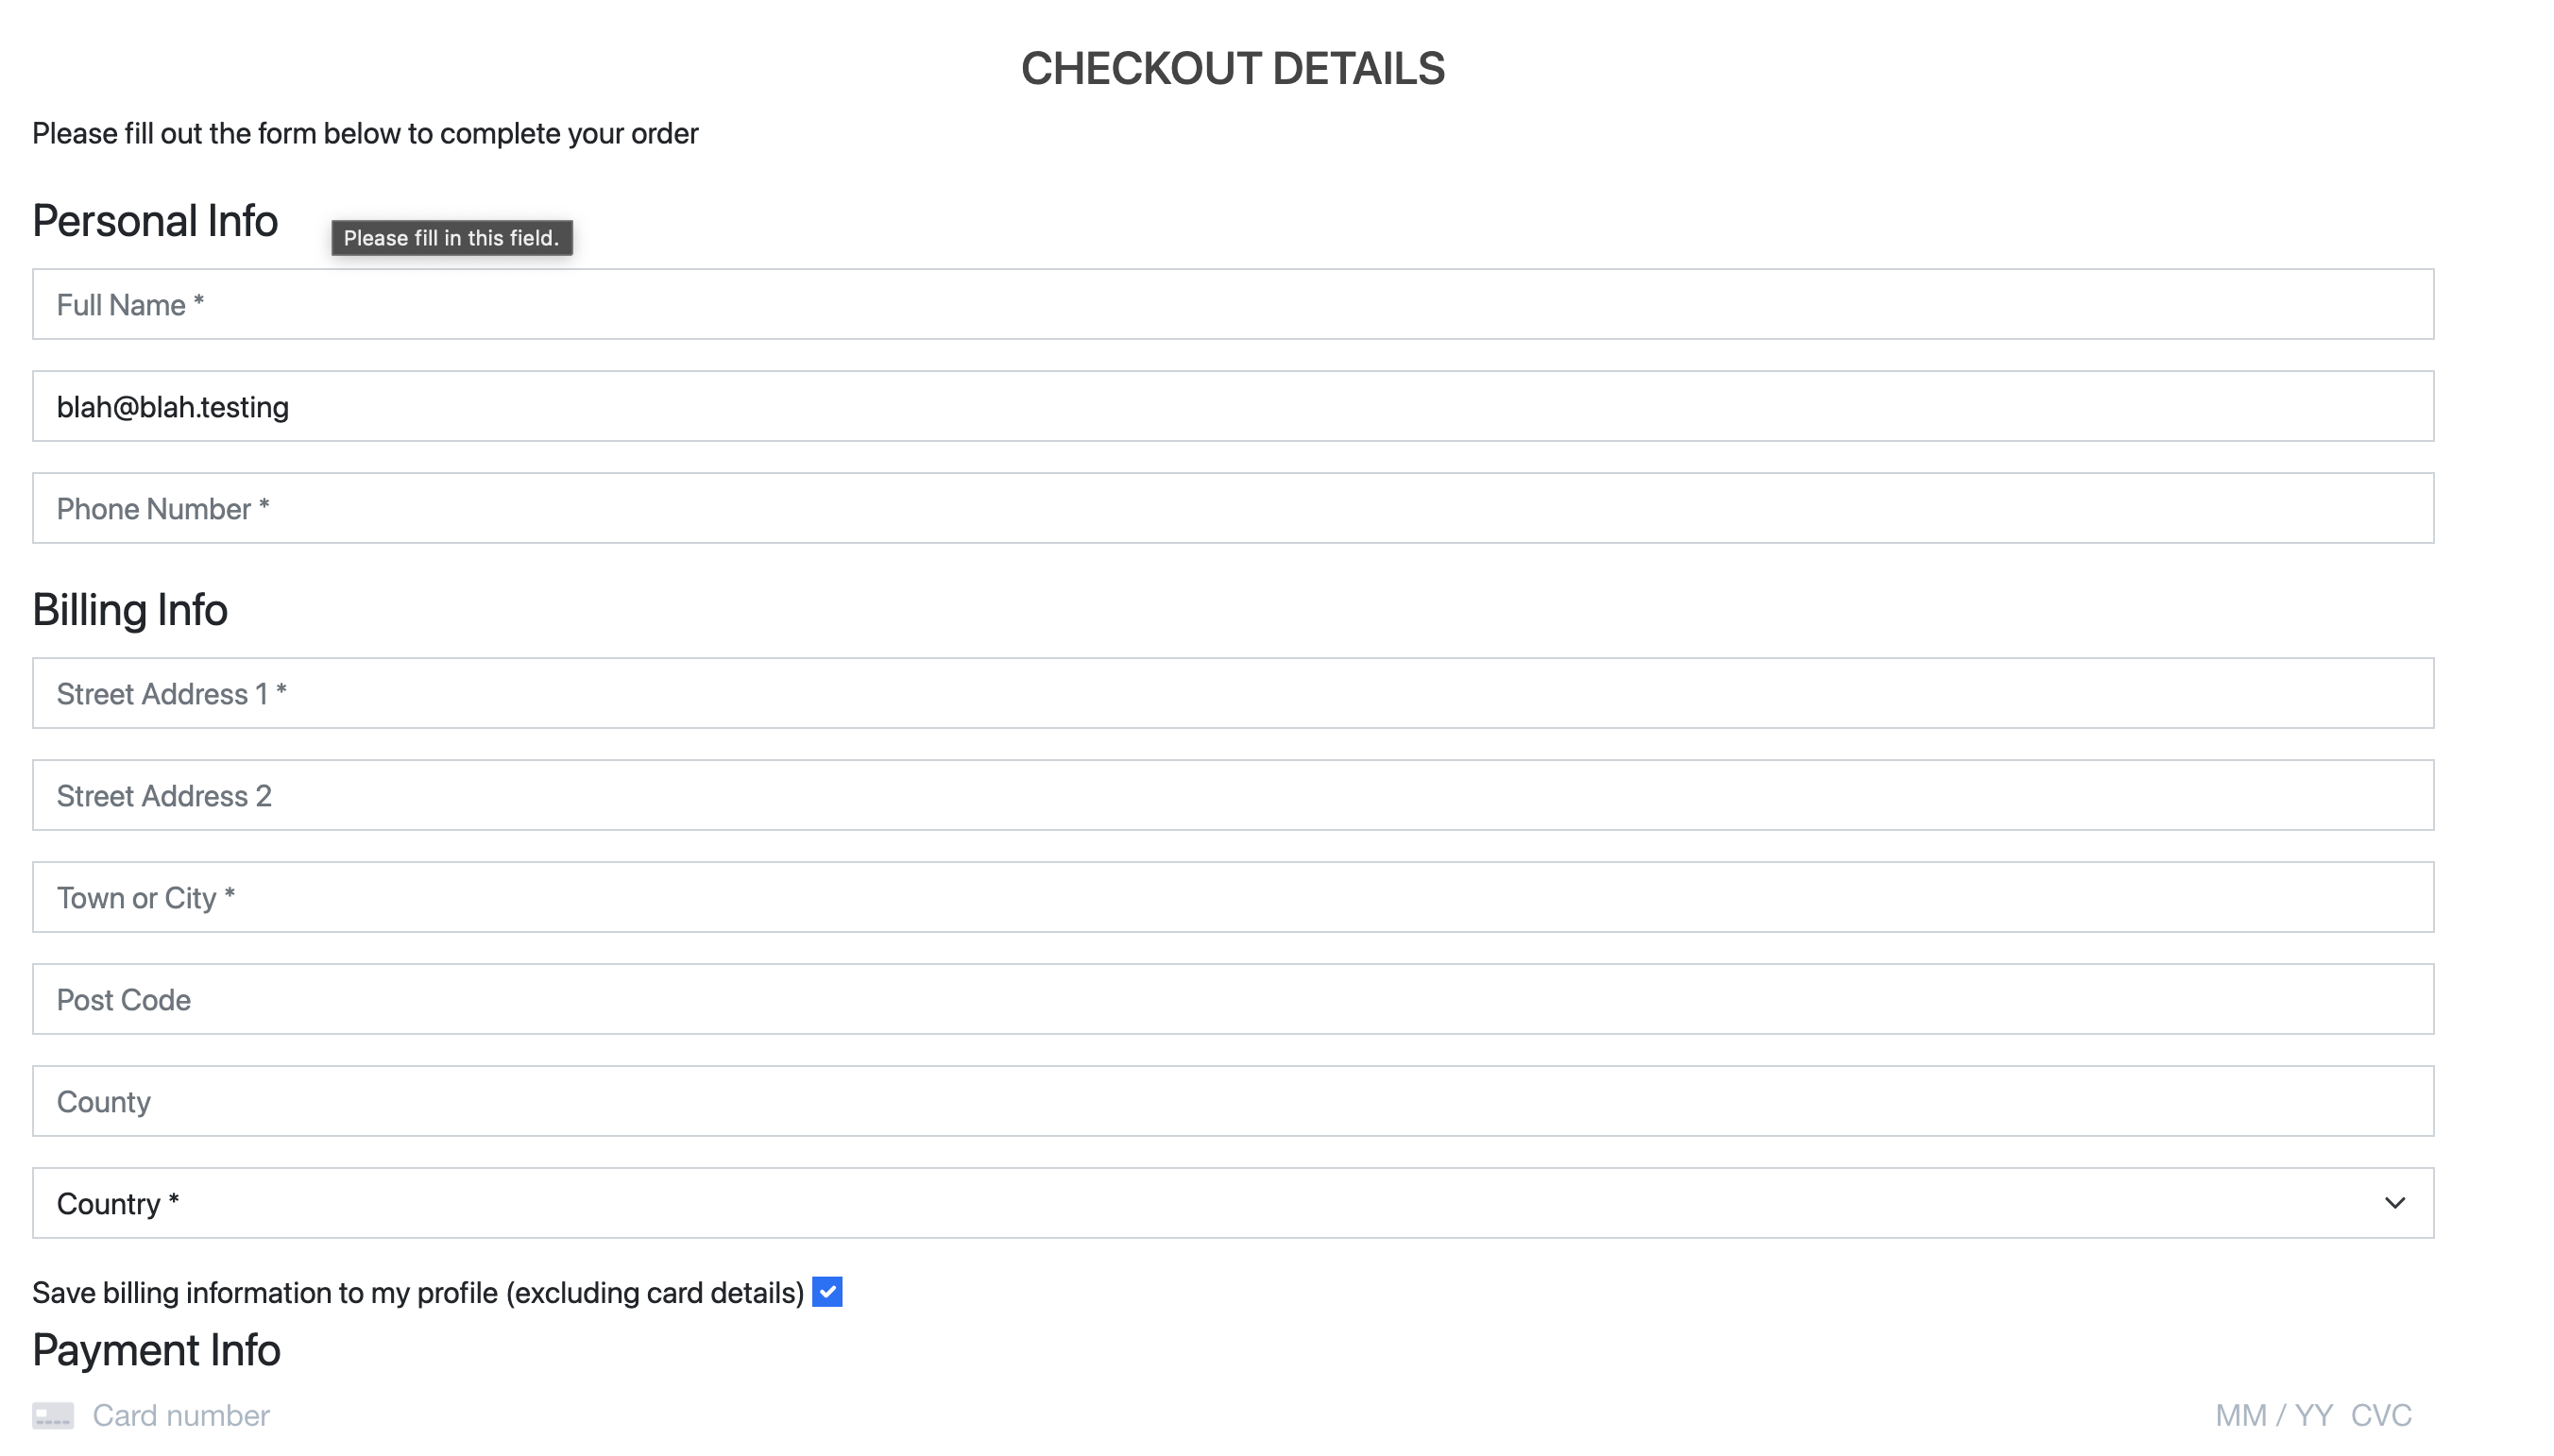 CHECKOUT DETAILS
Please fill out the form below to complete your order
Personal Info
Please fill in this field.
Full Name *
blah@blah.testing
Phone Number *
Billing Info
Street Address 1 *
Street Address 2
Town or City *
Post Code
County
Country *
Save billing information to my profile (excluding card details)
Payment Info
Card number MM / YY CVC